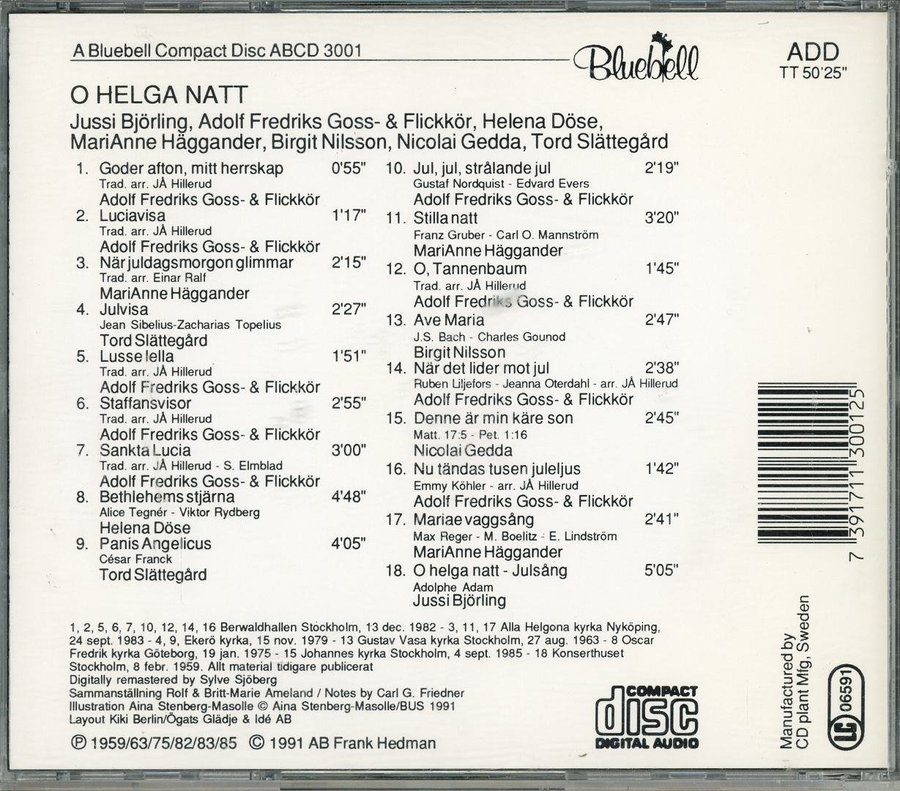 A Bluebell Compact Disc ABCD 3001
Bluebell
ADD
TT 50'25"
O HELGA NATT
Jussi Björling, Adolf Fredriks Goss- & Flickkör, Helena Döse,
MariAnne Häggander, Birgit Nilsson, Nicolai Gedda, Tord Slättegård
1. Goder afton, mitt herrskap 0'55"
Trad. arr. JÅ Hillerud
Adolf Fredriks Goss- & Flickkör
2. Luciavisa 1'17"
Trad. arr. JÅ Hillerud
Adolf Fredriks Goss- & Flickkör
3. När juldagsmorgon glimmar 2'15"
Trad. arr. Einar Ralf
MariAnne Häggander
4. Julvisa 2'27"
Jean Sibelius-Zacharias Topelius
Tord Slättegård
5. Lusse lella 1'51"
Trad. arr. JÅ Hillerud
Adolf Fredriks Goss- & Flickkör
6. Staffansvisor 2'55"
Trad. arr. JÅ Hillerud
Adolf Fredriks Goss- & Flickkör
7. Sankta Lucia 3'00"
Trad. arr. JÅ Hillerud - S. Elmblad
Adolf Fredriks Goss- & Flickkör
8. Bethlehems stjärna 4'48"
Alice Tegnér - Viktor Rydberg
Helena Döse
9. Panis Angelicus 4'05"
César Franck
Tord Slättegård
10. Jul, jul, strålande jul 2'19"
Gustaf Nordquist - Edvard Evers
Adolf Fredriks Goss- & Flickkör
11. Stilla natt 3'20"
Franz Gruber - Carl O. Mannström
MariAnne Häggander
12. O, Tannenbaum 1'45"
Trad. arr. JÅ Hillerud
Adolf Fredriks Goss- & Flickkör
13. Ave Maria 2'47"
J.S. Bach - Charles Gounod
Birgit Nilsson
14. När det lider mot jul 2'38"
Ruben Liljefors - Jeanna Oterdahl - arr. JÅ Hillerud
Adolf Fredriks Goss- & Flickkör
15. Denne är min käre son 2'45"
Matt. 17:5 - Pet. 1:16
Nicolai Gedda
16. Nu tändas tusen juleljus 1'42"
Emmy Köhler - arr. JÅ Hillerud
Adolf Fredriks Goss- & Flickkör
17. Mariae vaggsång 2'41"
Max Reger - M. Boelitz - E. Lindström
MariAnne Häggander
18. O helga natt - Julsång 5'05"
Adolphe Adam
Jussi Björling
1, 2, 5, 6, 7, 10, 12, 14, 16 Berwaldhallen Stockholm, 13 dec. 1982 - 3, 11, 17 Alla Helgona kyrka Nyköping,
24 sept. 1983 - 4, 9, Ekerö kyrka, 15 nov. 1979 - 13 Gustav Vasa kyrka Stockholm, 27 aug. 1963 - 8 Oscar
Fredrik kyrka Göteborg, 19 jan. 1975 - 15 Johannes kyrka Stockholm, 4 sept. 1985 - 18 Konserthuset
Stockholm, 8 febr. 1959. Allt material tidigare publicerat
Digitally remastered by Sylve Sjöberg
Sammanställning Rolf & Britt-Marie Ameland / Notes by Carl G. Friedner
Illustration Aina Stenberg-Masolle © Aina Stenberg-Masolle/BUS 1991
Layout Kiki Berlin/Ögats Glädje & Idé AB
℗ 1959/63/75/82/83/85 © 1991 AB Frank Hedman
COMPACT
disc
DIGITAL AUDIO
7 391711 300125
Manufactured by
CD plant Mfg, Sweden
LC 06591